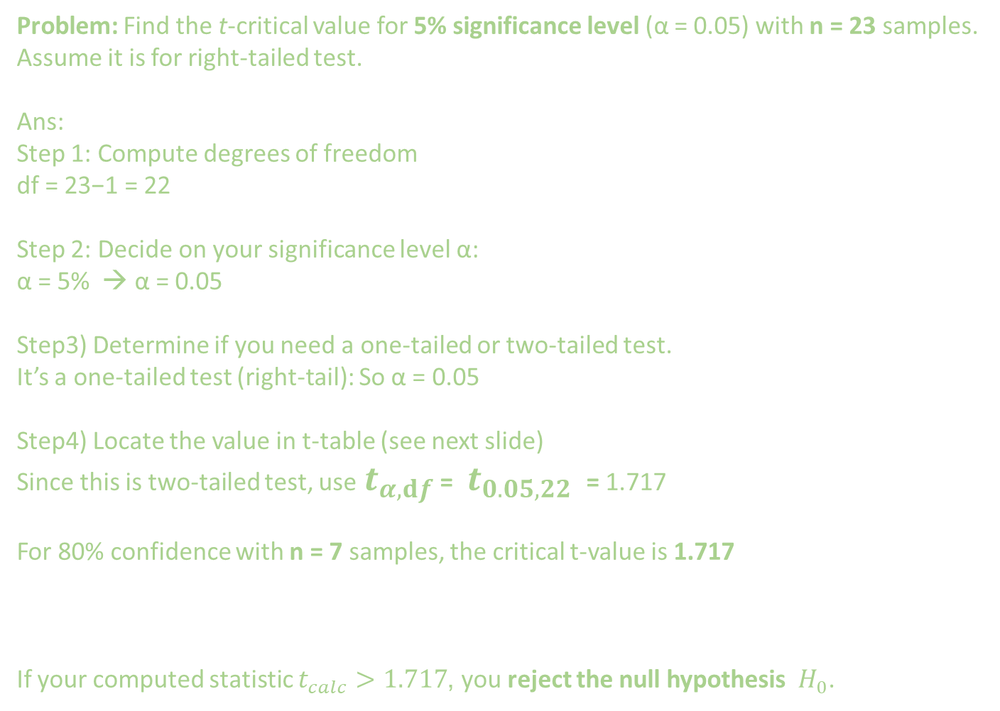 Problem: Find the t-critical value for 5% significance level (α = 0.05) with n = 23 samples.
Assume it is for right-tailed test.
Ans:
Step 1: Compute degrees of freedom
df = 23−1 = 22
Step 2: Decide on your significance level α:
α = 5% → α = 0.05
Step3) Determine if you need a one-tailed or two-tailed test.
It’s a one-tailed test (right-tail): So α = 0.05
Step4) Locate the value in t-table (see next slide)
Since this is two-tailed test, use t_{α,df} = t_{0.05,22} = 1.717
For 80% confidence with n = 7 samples, the critical t-value is 1.717
If your computed statistic t_{calc} > 1.717, you reject the null hypothesis H_0.